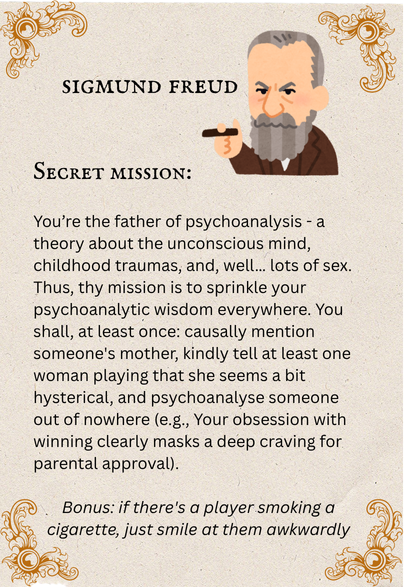 SIGMUND FREUD
SECRET MISSION:
You're the father of psychoanalysis - a
theory about the unconscious mind,
childhood traumas, and, well... lots of sex.
Thus, thy mission is to sprinkle your
psychoanalytic wisdom everywhere. You
shall, at least once: causally mention
someone's mother, kindly tell at least one
woman playing that she seems a bit
hysterical, and psychoanalyse someone
out of nowhere (e.g., Your obsession with
winning clearly masks a deep craving for
parental approval).
Bonus: if there's a player smoking a
cigarette, just smile at them awkwardly